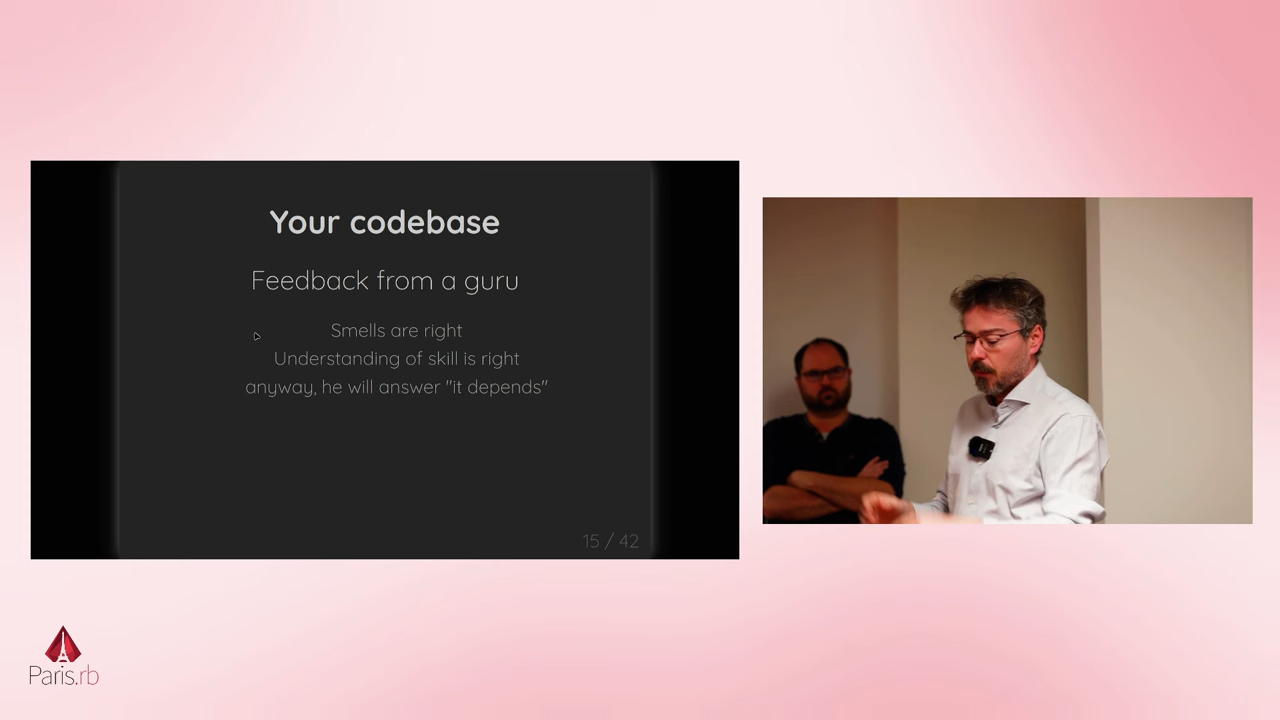 Your codebase
Feedback from a guru
Smells are right
Understanding of skill is right
anyway, he will answer "it depends"
15 / 42
Paris.rb